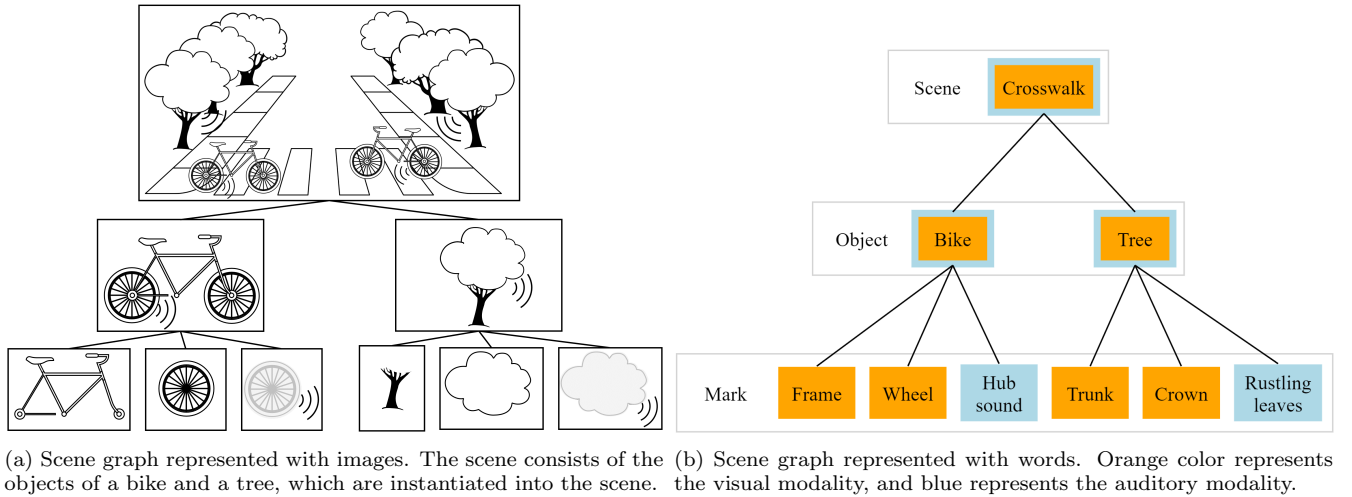 Scene
Crosswalk
Object
Bike
Tree
Mark
Frame
Wheel
Hub
sound
Trunk
Crown
Rustling
leaves
(a) Scene graph represented with images. The scene consists of the
objects of a bike and a tree, which are instantiated into the scene.
(b) Scene graph represented with words. Orange color represents
the visual modality, and blue represents the auditory modality.